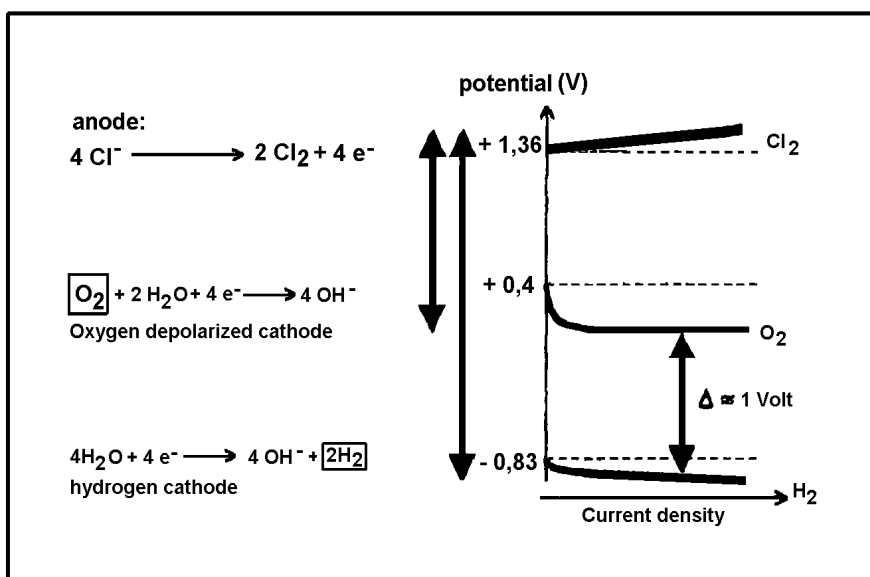 potential (V)
anode:
4 Cl⁻ ⟶ 2 Cl₂ + 4 e⁻
+ 1,36
Cl₂
+ 0,4
O₂ + 2 H₂O + 4 e⁻ ⟶ 4 OH⁻
Oxygen depolarized cathode
O₂
Δ ≈ 1 Volt
4H₂O + 4 e⁻ ⟶ 4 OH⁻ + 2H₂
hydrogen cathode
- 0,83
H₂
Current density